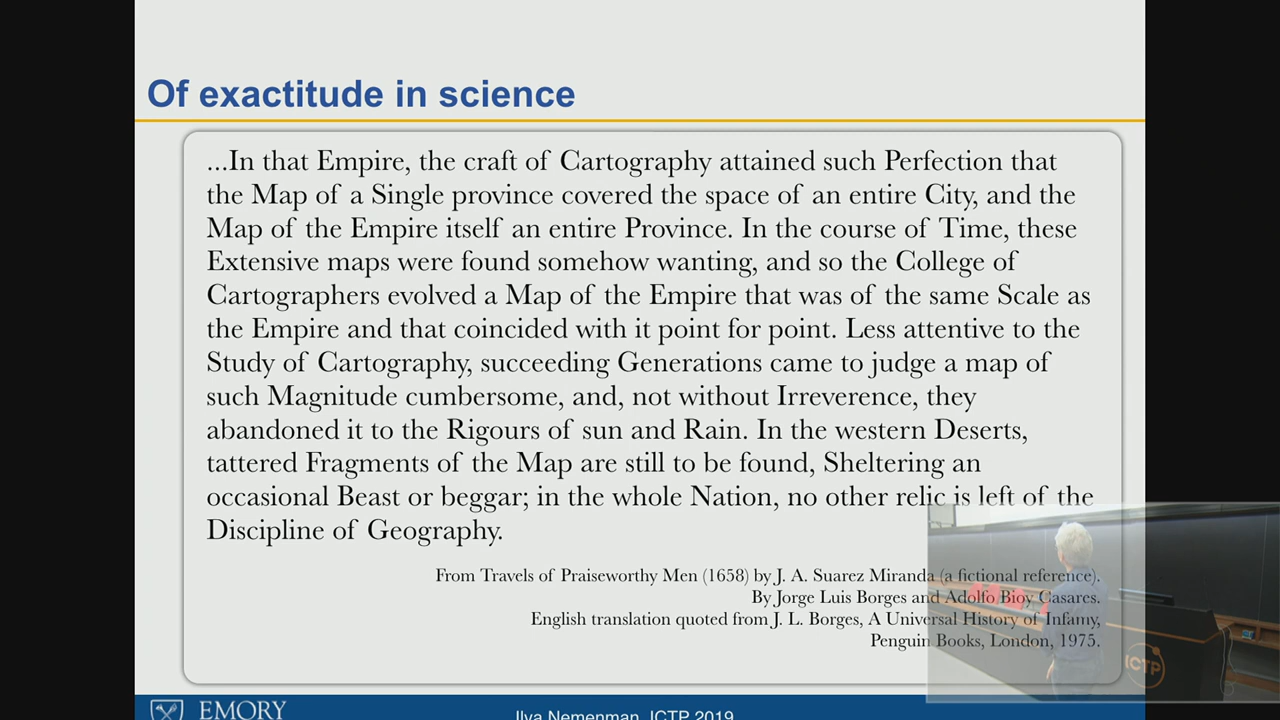 Of exactitude in science
...In that Empire, the craft of Cartography attained such Perfection that
the Map of a Single province covered the space of an entire City, and the
Map of the Empire itself an entire Province. In the course of Time, these
Extensive maps were found somehow wanting, and so the College of
Cartographers evolved a Map of the Empire that was of the same Scale as
the Empire and that coincided with it point for point. Less attentive to the
Study of Cartography, succeeding Generations came to judge a map of
such Magnitude cumbersome, and, not without Irreverence, they
abandoned it to the Rigours of sun and Rain. In the western Deserts,
tattered Fragments of the Map are still to be found, Sheltering an
occasional Beast or beggar; in the whole Nation, no other relic is left of the
Discipline of Geography.
From Travels of Praiseworthy Men (1658) by J. A. Suarez Miranda (a fictional reference).
By Jorge Luis Borges and Adolfo Bioy Casares.
English translation quoted from J. L. Borges, A Universal History of Infamy,
Penguin Books, London, 1975.
ICTP
EMORY
Ilya Nemenman, ICTP 2019